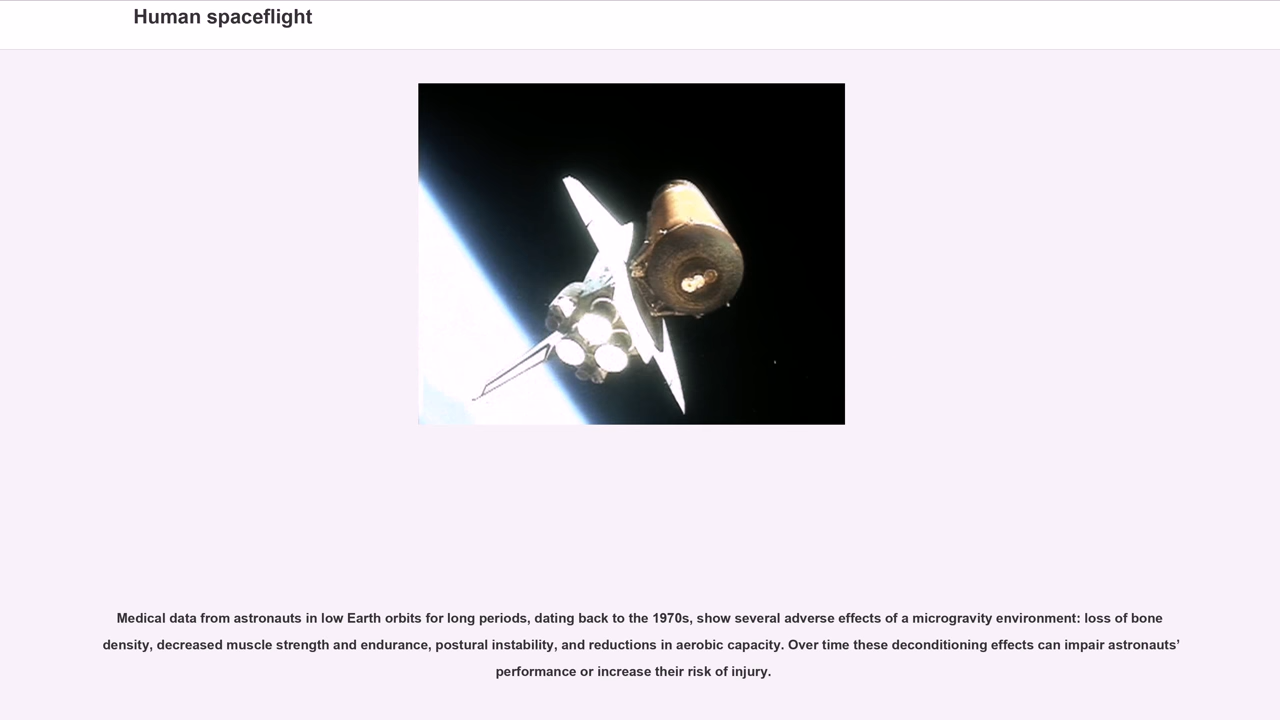 Human spaceflight
Medical data from astronauts in low Earth orbits for long periods, dating back to the 1970s, show several adverse effects of a microgravity environment: loss of bone
density, decreased muscle strength and endurance, postural instability, and reductions in aerobic capacity. Over time these deconditioning effects can impair astronauts’
performance or increase their risk of injury.